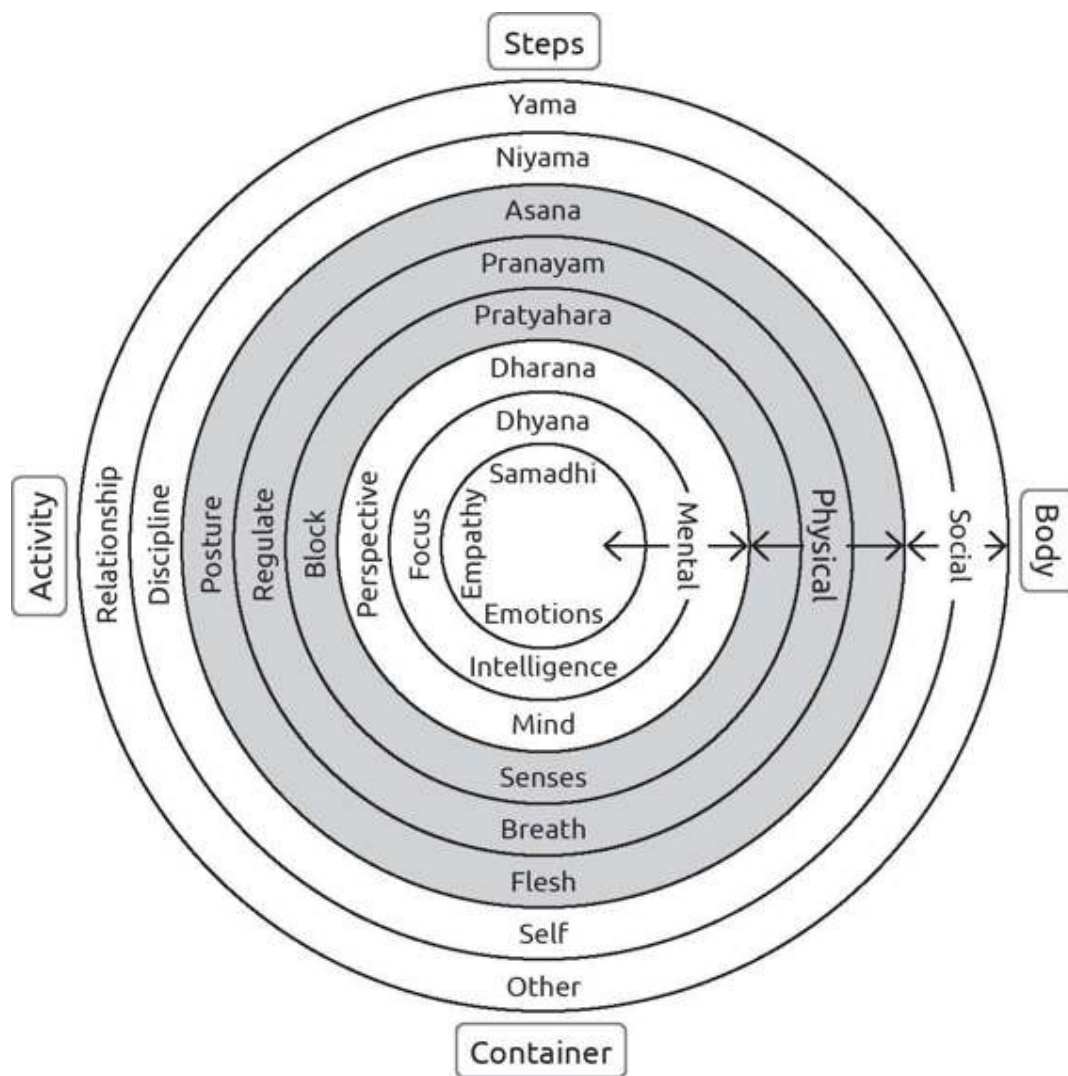 Steps
Yama
Niyama
Asana
Pranayam
Pratyahara
Dharana
Dhyana
Samadhi
Activity
Relationship
Discipline
Posture
Regulate
Block
Perspective
Focus
Empathy
Mental
Physical
Social
Body
Emotions
Intelligence
Mind
Senses
Breath
Flesh
Self
Other
Container